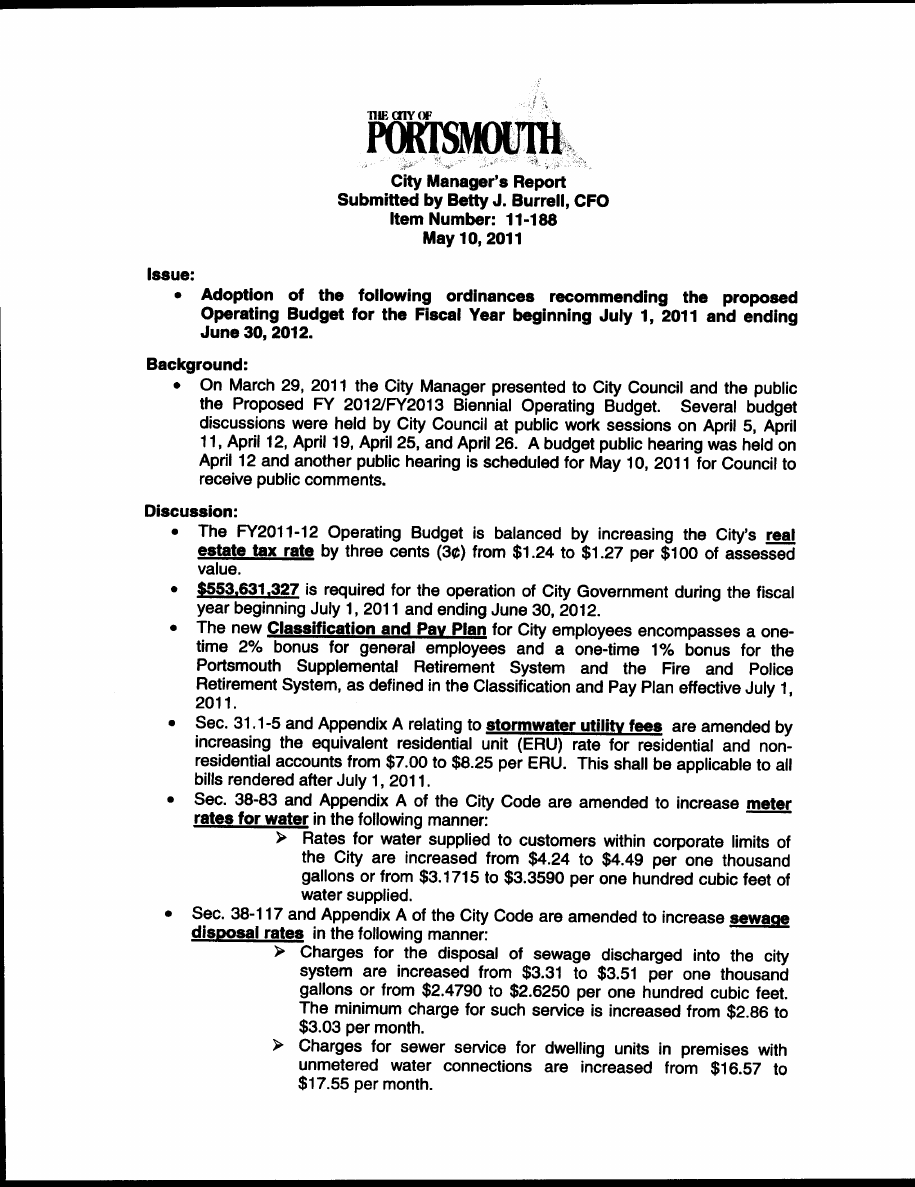 THE CITY OF
PORTSMOUTH
City Manager's Report
Submitted by Betty J. Burrell, CFO
Item Number: 11-188
May 10, 2011
Issue:
• Adoption of the following ordinances recommending the proposed
Operating Budget for the Fiscal Year beginning July 1, 2011 and ending
June 30, 2012.
Background:
• On March 29, 2011 the City Manager presented to City Council and the public
the Proposed FY 2012/FY2013 Biennial Operating Budget. Several budget
discussions were held by City Council at public work sessions on April 5, April
11, April 12, April 19, April 25, and April 26. A budget public hearing was held on
April 12 and another public hearing is scheduled for May 10, 2011 for Council to
receive public comments.
Discussion:
• The FY2011-12 Operating Budget is balanced by increasing the City's real
estate tax rate by three cents (3¢) from $1.24 to $1.27 per $100 of assessed
value.
• $553,631,327 is required for the operation of City Government during the fiscal
year beginning July 1, 2011 and ending June 30, 2012.
• The new Classification and Pay Plan for City employees encompasses a one-
time 2% bonus for general employees and a one-time 1% bonus for the
Portsmouth Supplemental Retirement System and the Fire and Police
Retirement System, as defined in the Classification and Pay Plan effective July 1,
2011.
• Sec. 31.1-5 and Appendix A relating to stormwater utility fees are amended by
increasing the equivalent residential unit (ERU) rate for residential and non-
residential accounts from $7.00 to $8.25 per ERU. This shall be applicable to all
bills rendered after July 1, 2011.
• Sec. 38-83 and Appendix A of the City Code are amended to increase meter
rates for water in the following manner:
➢ Rates for water supplied to customers within corporate limits of
the City are increased from $4.24 to $4.49 per one thousand
gallons or from $3.1715 to $3.3590 per one hundred cubic feet of
water supplied.
• Sec. 38-117 and Appendix A of the City Code are amended to increase sewage
disposal rates in the following manner:
➢ Charges for the disposal of sewage discharged into the city
system are increased from $3.31 to $3.51 per one thousand
gallons or from $2.4790 to $2.6250 per one hundred cubic feet.
The minimum charge for such service is increased from $2.86 to
$3.03 per month.
➢ Charges for sewer service for dwelling units in premises with
unmetered water connections are increased from $16.57 to
$17.55 per month.